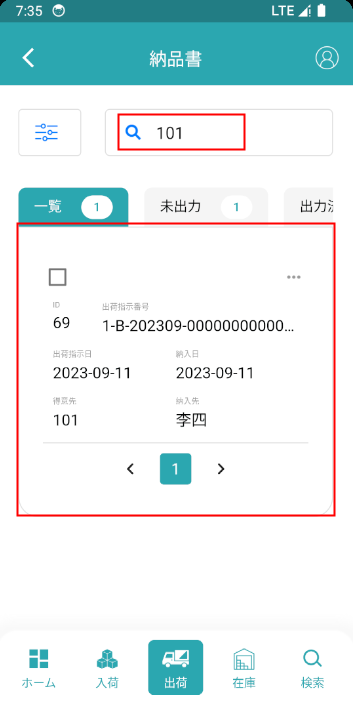 7:35 LTE
納品書
101
一覧 1 未出力 1 出力
ID 出荷指示番号
69 1-B-202309-00000000000...
出荷指示日 納入日
2023-09-11 2023-09-11
得意先 納入先
101 李四
1
ホーム 入荷 出荷 在庫 検索